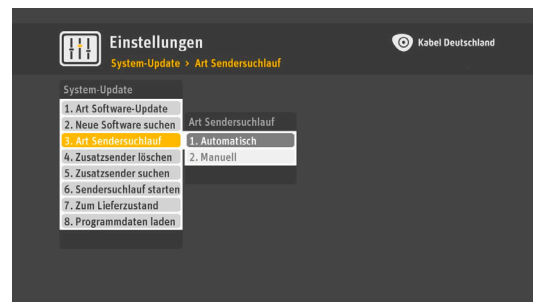 Einstellungen
System-Update > Art Sendersuchlauf
Kabel Deutschland
System-Update
1. Art Software-Update
2. Neue Software suchen
3. Art Sendersuchlauf
4. Zusatzsender löschen
5. Zusatzsender suchen
6. Sendersuchlauf starten
7. Zum Lieferzustand
8. Programmdaten laden
Art Sendersuchlauf
1. Automatisch
2. Manuell